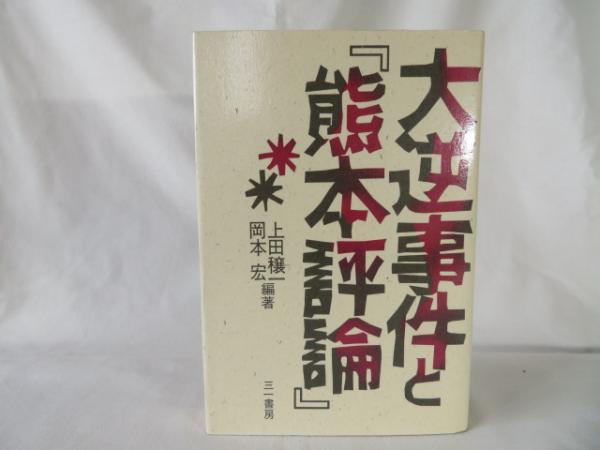 大逆事件と
『熊本評論』
上田穣一
岡本宏
編著
三一書房